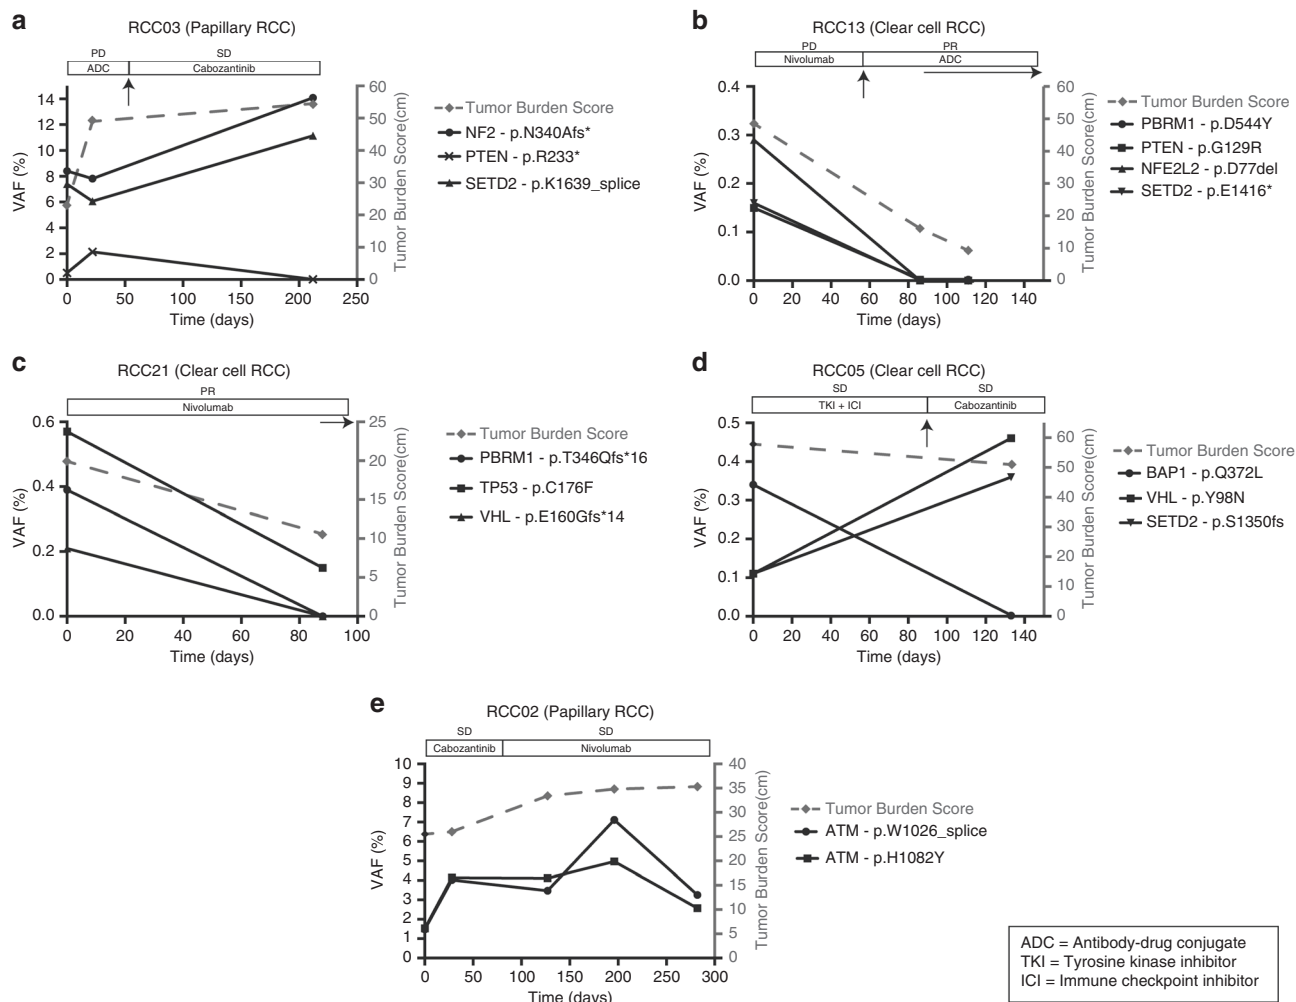 a
RCC03 (Papillary RCC)
PD SD
ADC Cabozantinib
14 12 10 8 6 4 2 0
VAF (%)
60 50 40 30 20 10 0
Tumor Burden Score(cm)
0 50 100 150 200 250
Time (days)
Tumor Burden Score
NF2 - p.N340Afs*
PTEN - p.R233*
SETD2 - p.K1639_splice
b
RCC13 (Clear cell RCC)
PD PR
Nivolumab ADC
0.4 0.3 0.2 0.1 0.0
VAF (%)
60 50 40 30 20 10 0
Tumor Burden Score(cm)
0 20 40 60 80 100 120 140
Time (days)
Tumor Burden Score
PBRM1 - p.D544Y
PTEN - p.G129R
NFE2L2 - p.D77del
SETD2 - p.E1416*
c
RCC21 (Clear cell RCC)
PR
Nivolumab
0.6 0.4 0.2 0.0
VAF (%)
25 20 15 10 5 0
Tumor Burden Score(cm)
0 20 40 60 80 100
Time (days)
Tumor Burden Score
PBRM1 - p.T346Qfs*16
TP53 - p.C176F
VHL - p.E160Gfs*14
d
RCC05 (Clear cell RCC)
SD SD
TKI + ICI Cabozantinib
0.5 0.4 0.3 0.2 0.1 0.0
VAF (%)
60 50 40 30 20 10 0
Tumor Burden Score(cm)
0 20 40 60 80 100 120 140
Time (days)
Tumor Burden Score
BAP1 - p.Q372L
VHL - p.Y98N
SETD2 - p.S1350fs
e
RCC02 (Papillary RCC)
SD SD
Cabozantinib Nivolumab
10 9 8 7 6 5 4 3 2 1 0
VAF (%)
40 35 30 25 20 15 10 5 0
Tumor Burden Score(cm)
0 50 100 150 200 250 300
Time (days)
Tumor Burden Score
ATM - p.W1026_splice
ATM - p.H1082Y
ADC = Antibody-drug conjugate
TKI = Tyrosine kinase inhibitor
ICI = Immune checkpoint inhibitor